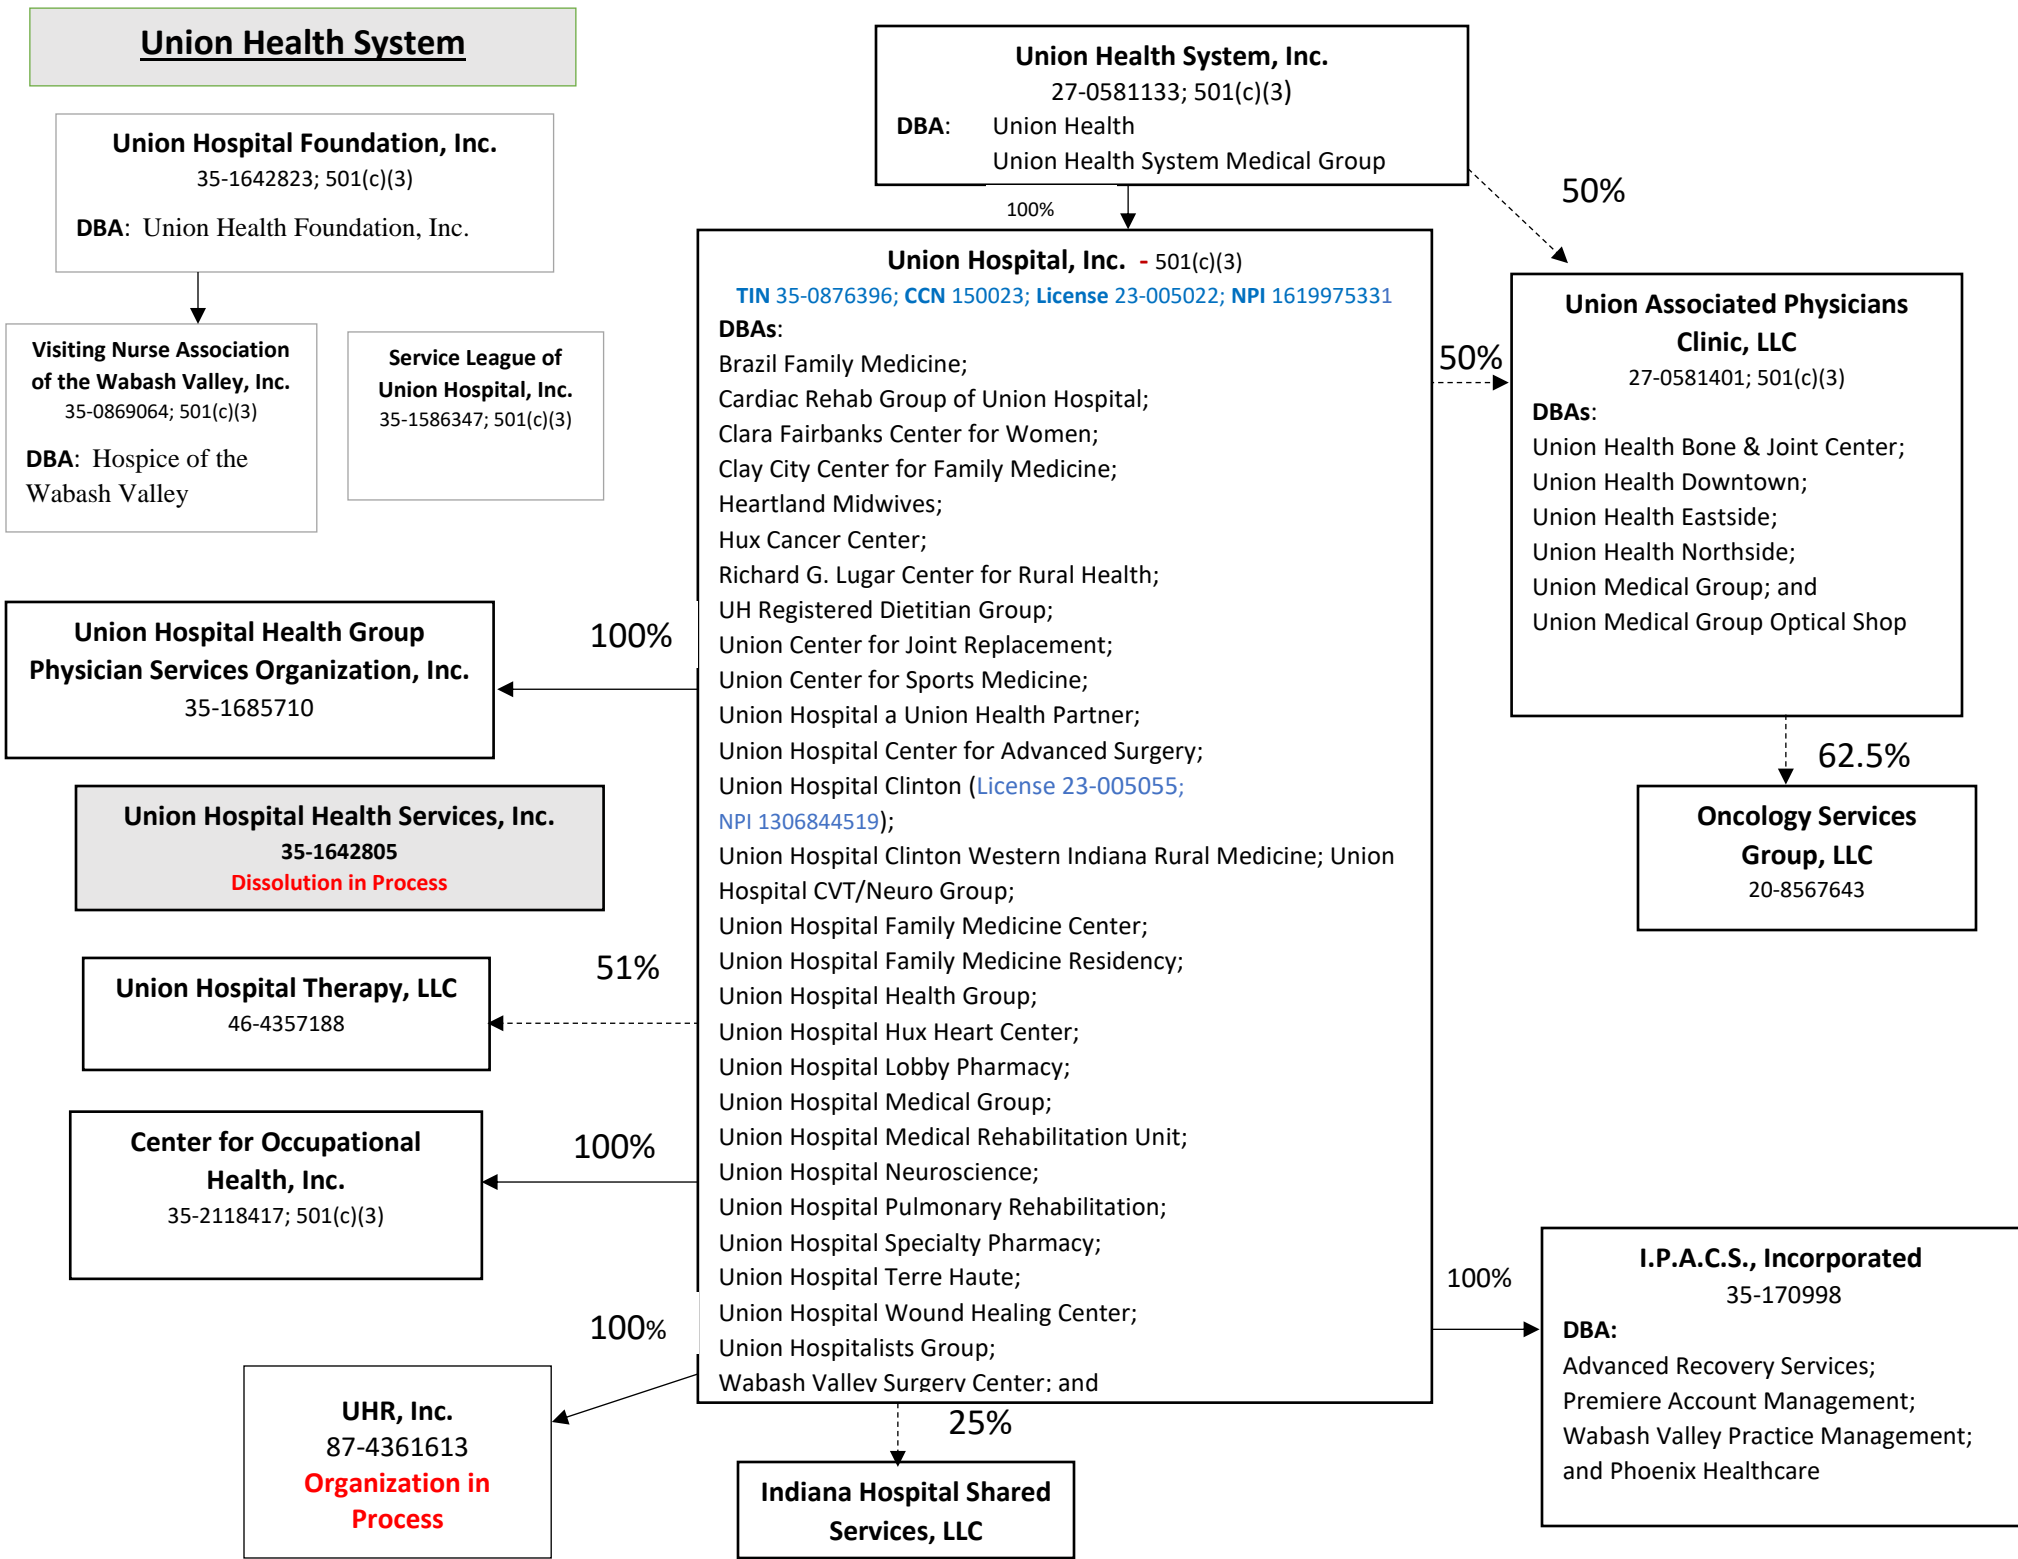 Union Health System
Union Health System, Inc.
27-0581133; 501(c)(3)
DBA: Union Health
Union Health System Medical Group
Union Hospital Foundation, Inc.
35-1642823; 501(c)(3)
DBA: Union Health Foundation, Inc.
50%
100%
Union Hospital, Inc. - 501(c)(3)
TIN 35-0876396; CCN 150023; License 23-005022; NPI 1619975331
DBAs:
Brazil Family Medicine;
Cardiac Rehab Group of Union Hospital;
Clara Fairbanks Center for Women;
Clay City Center for Family Medicine;
Heartland Midwives;
Hux Cancer Center;
Richard G. Lugar Center for Rural Health;
UH Registered Dietitian Group;
Union Center for Joint Replacement;
Union Center for Sports Medicine;
Union Hospital a Union Health Partner;
Union Hospital Center for Advanced Surgery;
Union Hospital Clinton (License 23-005055;
NPI 1306844519);
Union Hospital Clinton Western Indiana Rural Medicine; Union
Hospital CVT/Neuro Group;
Union Hospital Family Medicine Center;
Union Hospital Family Medicine Residency;
Union Hospital Health Group;
Union Hospital Hux Heart Center;
Union Hospital Lobby Pharmacy;
Union Hospital Medical Group;
Union Hospital Medical Rehabilitation Unit;
Union Hospital Neuroscience;
Union Hospital Pulmonary Rehabilitation;
Union Hospital Specialty Pharmacy;
Union Hospital Terre Haute;
Union Hospital Wound Healing Center;
Union Hospitalists Group;
Wabash Valley Surgery Center; and
Visiting Nurse Association
of the Wabash Valley, Inc.
35-0869064; 501(c)(3)
DBA: Hospice of the
Wabash Valley
Service League of
Union Hospital, Inc.
35-1586347; 501(c)(3)
50%
Union Associated Physicians
Clinic, LLC
27-0581401; 501(c)(3)
DBAs:
Union Health Bone & Joint Center;
Union Health Downtown;
Union Health Eastside;
Union Health Northside;
Union Medical Group; and
Union Medical Group Optical Shop
62.5%
Oncology Services
Group, LLC
20-8567643
Union Hospital Health Group
Physician Services Organization, Inc.
35-1685710
100%
Union Hospital Health Services, Inc.
35-1642805
Dissolution in Process
Union Hospital Therapy, LLC
46-4357188
51%
Center for Occupational
Health, Inc.
35-2118417; 501(c)(3)
100%
100%
UHR, Inc.
87-4361613
Organization in
Process
25%
Indiana Hospital Shared
Services, LLC
100%
I.P.A.C.S., Incorporated
35-170998
DBA:
Advanced Recovery Services;
Premiere Account Management;
Wabash Valley Practice Management;
and Phoenix Healthcare